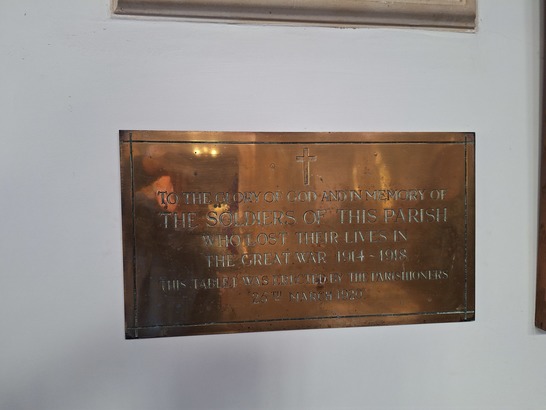 TO THE GLORY OF GOD AND IN MEMORY OF
THE SOLDIERS OF THIS PARISH
WHO LOST THEIR LIVES IN
THE GREAT WAR 1914-1918
THIS TABLET WAS ERECTED BY THE PARISHIONERS
MARCH 1920